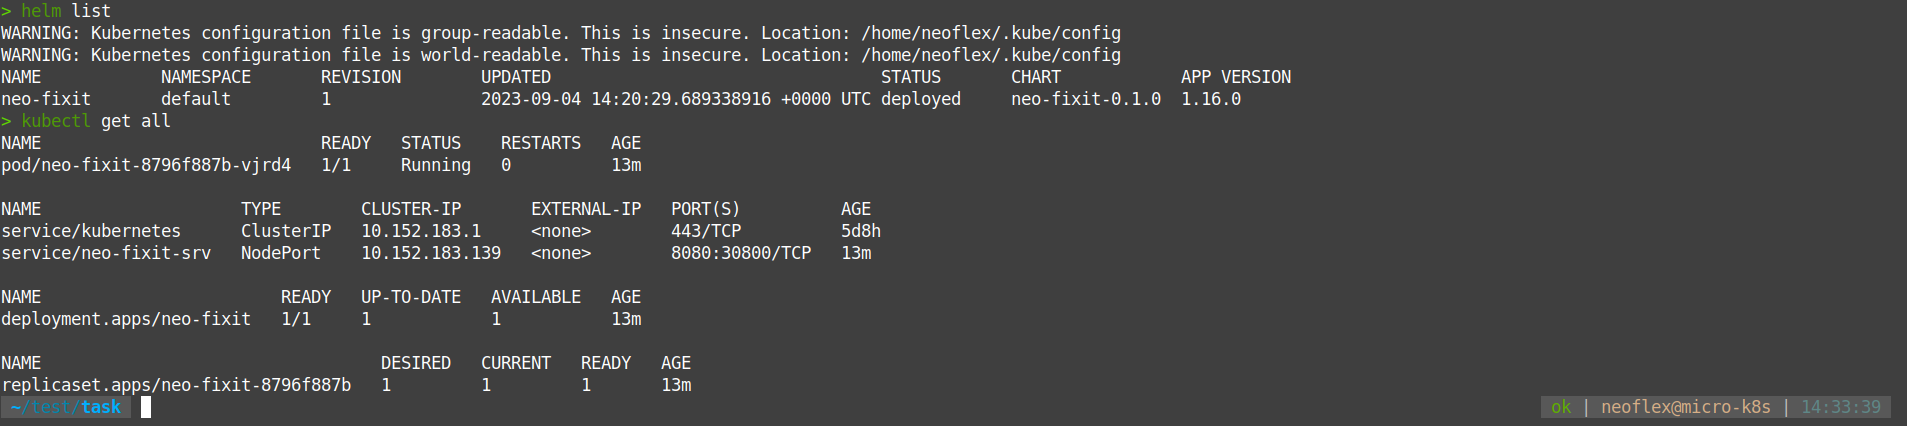 > helm list
WARNING: Kubernetes configuration file is group-readable. This is insecure. Location: /home/neoflex/.kube/config
WARNING: Kubernetes configuration file is world-readable. This is insecure. Location: /home/neoflex/.kube/config
NAME            NAMESPACE       REVISION        UPDATED                                 STATUS       CHART            APP VERSION
neo-fixit       default         1               2023-09-04 14:20:29.689338916 +0000 UTC deployed     neo-fixit-0.1.0  1.16.0
> kubectl get all
NAME                            READY   STATUS    RESTARTS   AGE
pod/neo-fixit-8796f887b-vjrd4   1/1     Running   0          13m

NAME                    TYPE        CLUSTER-IP       EXTERNAL-IP   PORT(S)          AGE
service/kubernetes      ClusterIP   10.152.183.1     <none>        443/TCP          5d8h
service/neo-fixit-srv   NodePort    10.152.183.139   <none>        8080:30800/TCP   13m

NAME                        READY   UP-TO-DATE   AVAILABLE   AGE
deployment.apps/neo-fixit   1/1     1            1           13m

NAME                                  DESIRED   CURRENT   READY   AGE
replicaset.apps/neo-fixit-8796f887b   1         1         1       13m
~/test/task                    ok | neoflex@micro-k8s | 14:33:39